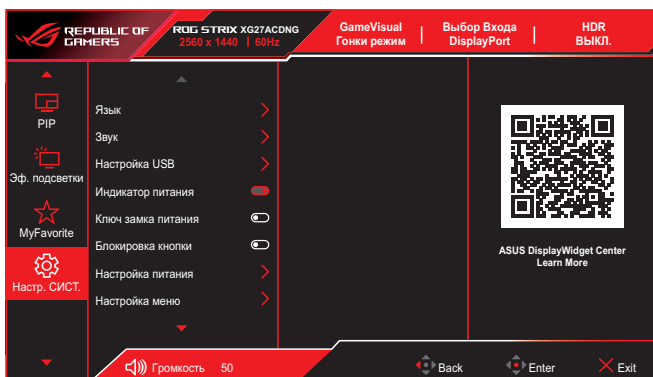 REPUBLIC OF
GAMERS
ROG STRIX XG27ACDNG
2560 x 1440 | 60Hz
GameVisual
Гонки режим
Выбор Входа
DisplayPort
HDR
ВЫКЛ.
PIP
Эф. подсветки
MyFavorite
Настр. СИСТ.
Язык
Звук
Настройка USB
Индикатор питания
Ключ замка питания
Блокировка кнопки
Настройка питания
Настройка меню
ASUS DisplayWidget Center
Learn More
Громкость 50
Back
Enter
Exit